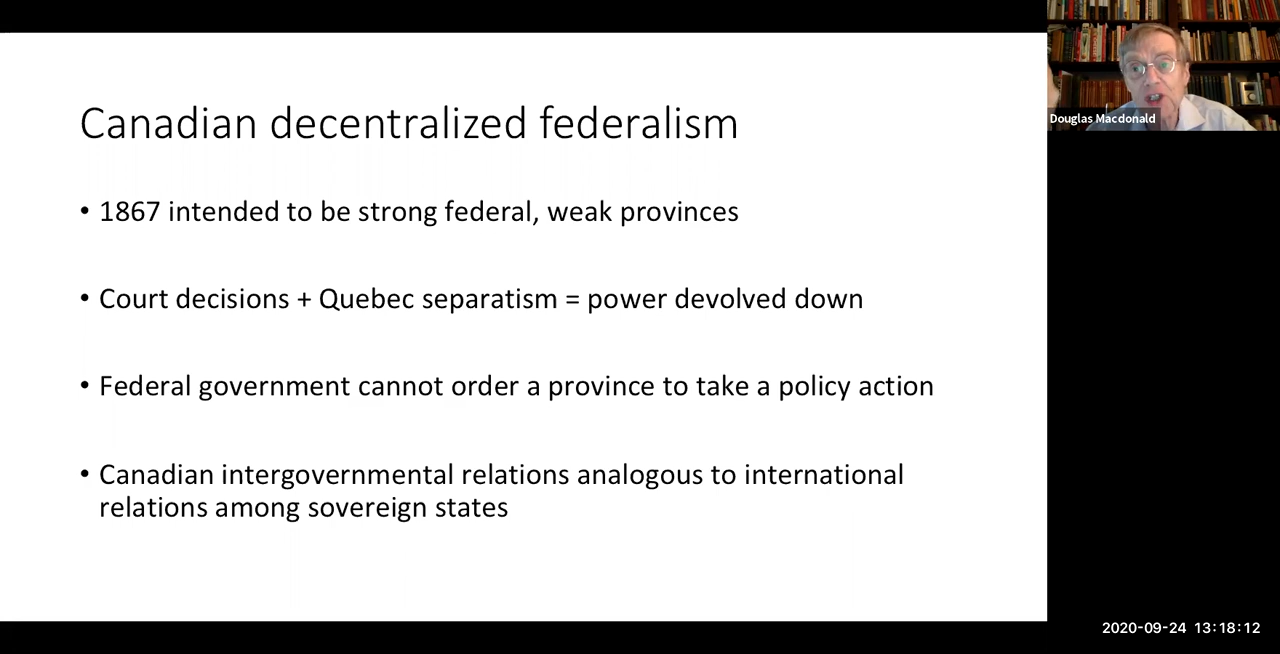 Canadian decentralized federalism
• 1867 intended to be strong federal, weak provinces
• Court decisions + Quebec separatism = power devolved down
• Federal government cannot order a province to take a policy action
• Canadian intergovernmental relations analogous to international
relations among sovereign states
Douglas Macdonald
2020-09-24 13:18:12